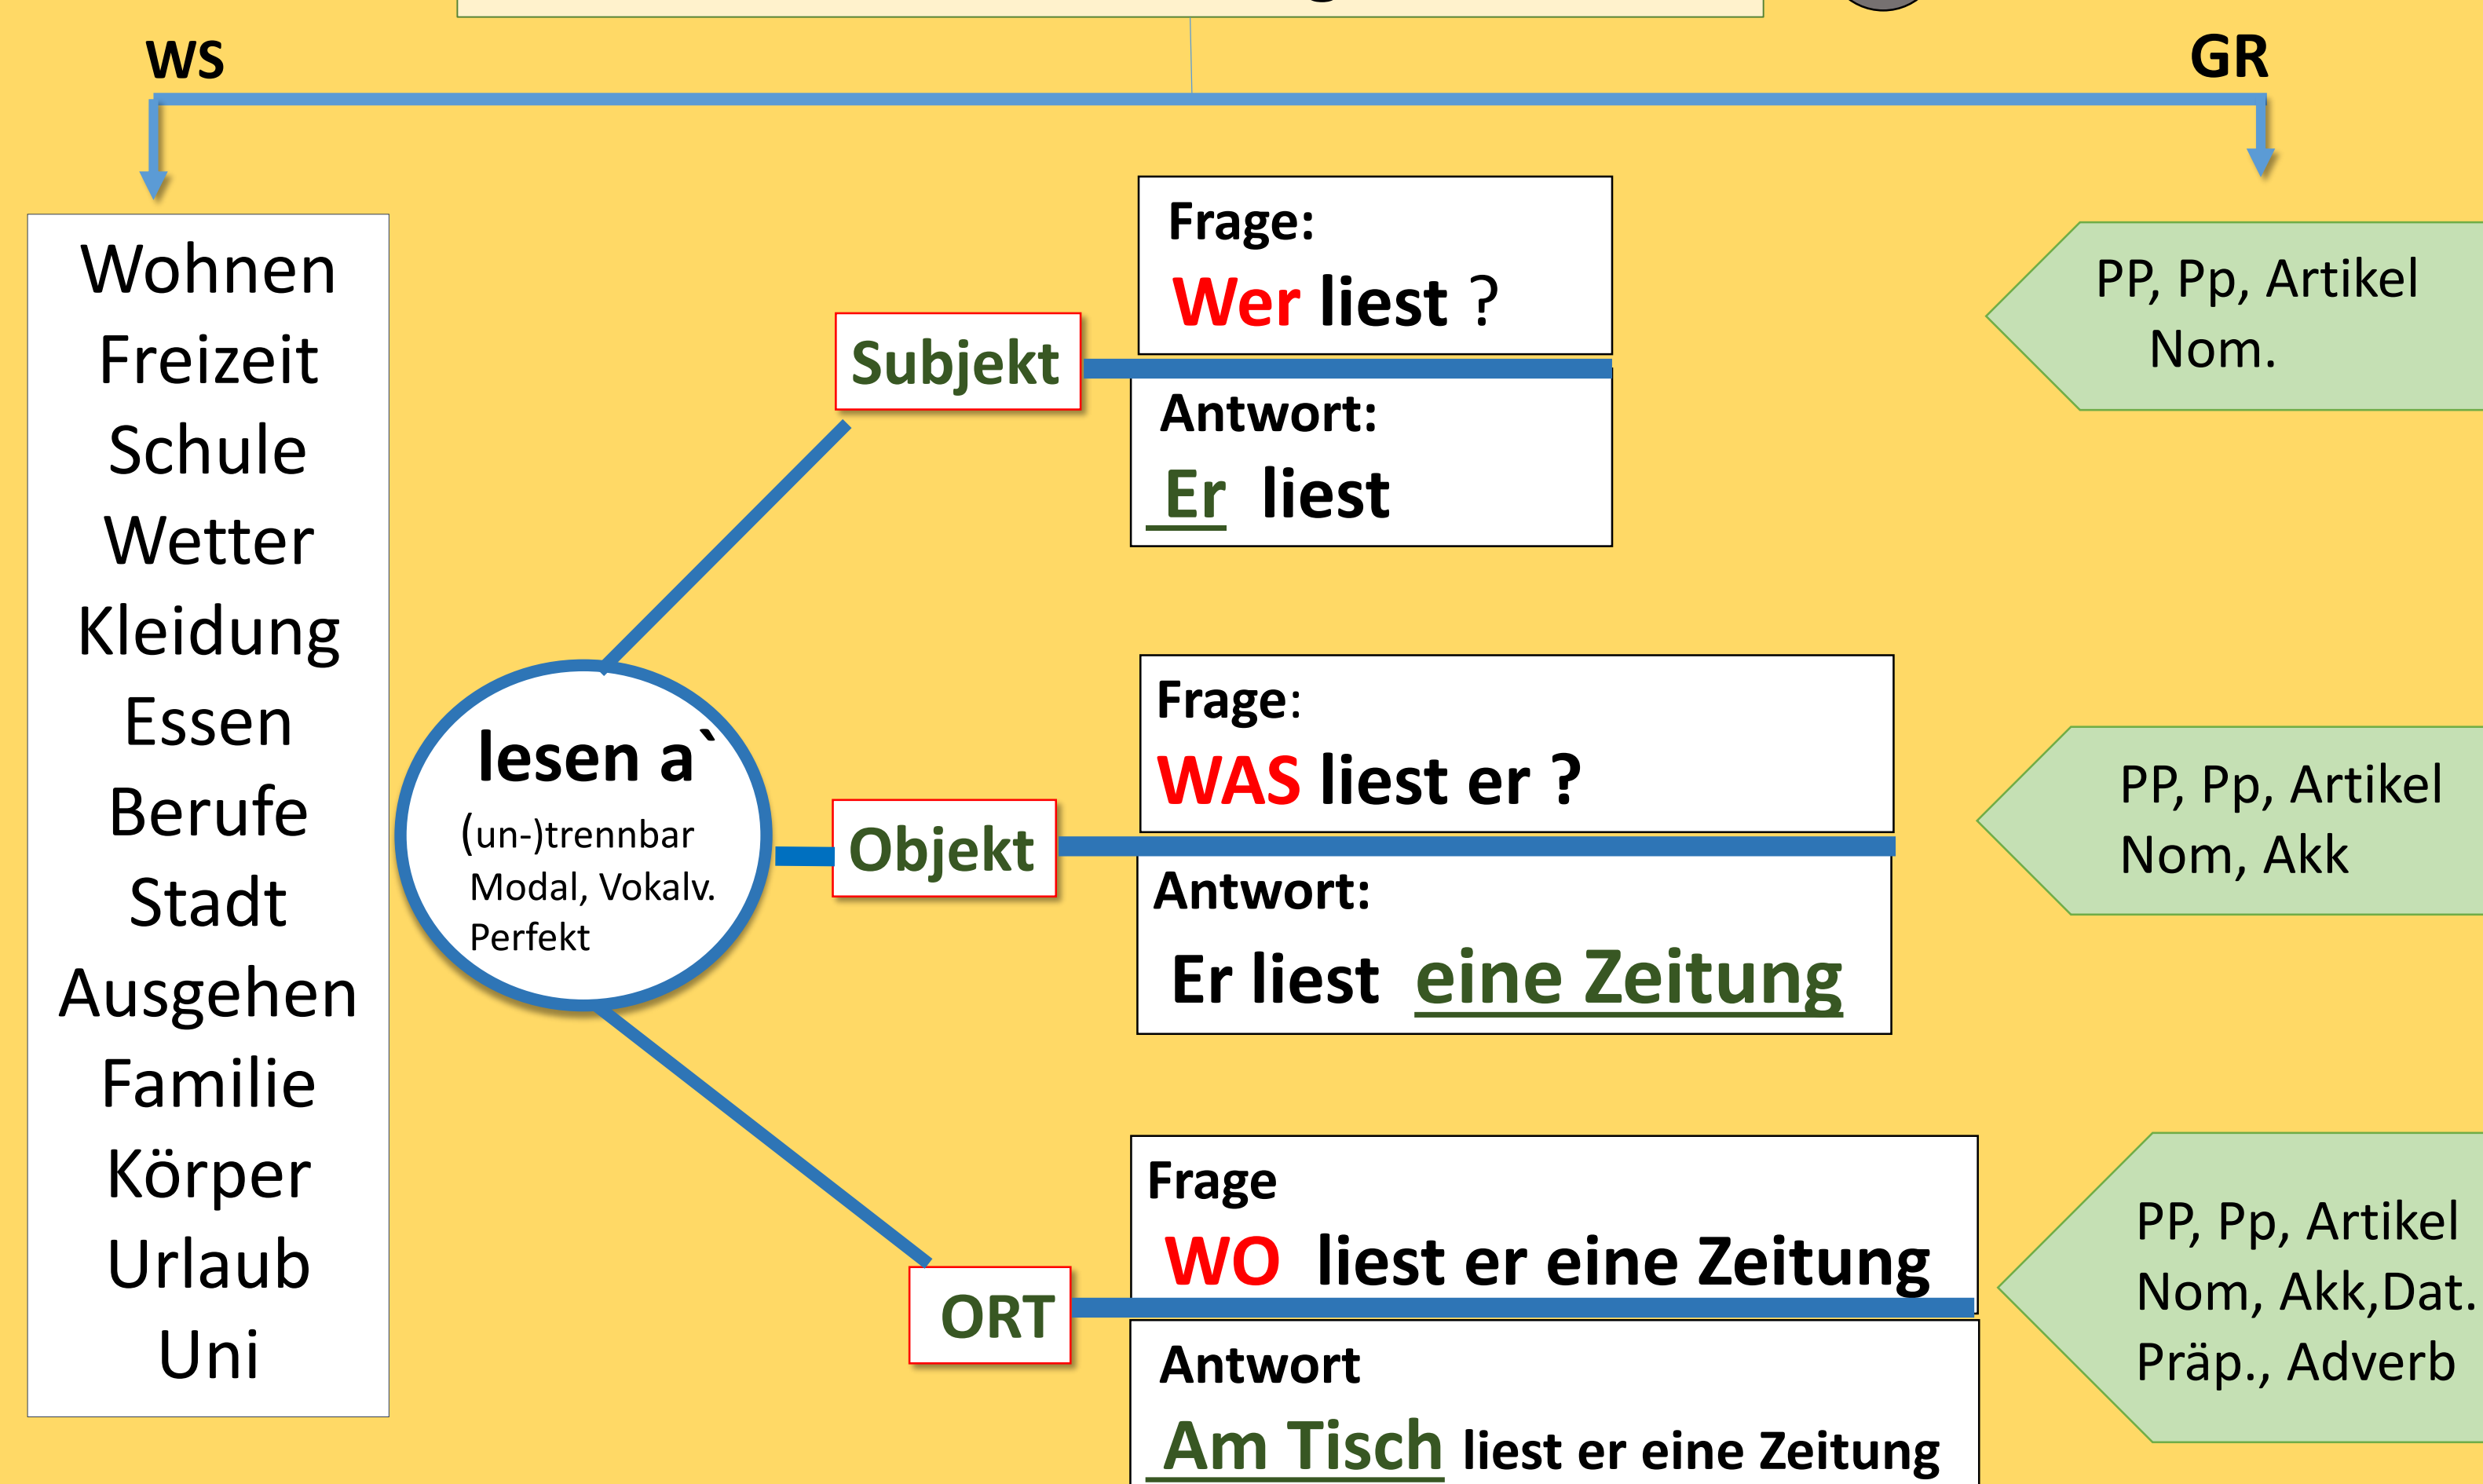 WS
GR
Wohnen
Freizeit
Schule
Wetter
Kleidung
Essen
Berufe
Stadt
Ausgehen
Familie
Körper
Urlaub
Uni
lesen a`
(un-)trennbar
Modal, Vokalv.
Perfekt
Subjekt
Frage:
Wer liest ?
Antwort:
Er liest
PP, Pp, Artikel
Nom.
Objekt
Frage:
WAS liest er ?
Antwort:
Er liest eine Zeitung
PP, Pp, Artikel
Nom, Akk
ORT
Frage
WO liest er eine Zeitung
Antwort
Am Tisch liest er eine Zeitung
PP, Pp, Artikel
Nom, Akk,Dat.
Präp., Adverb